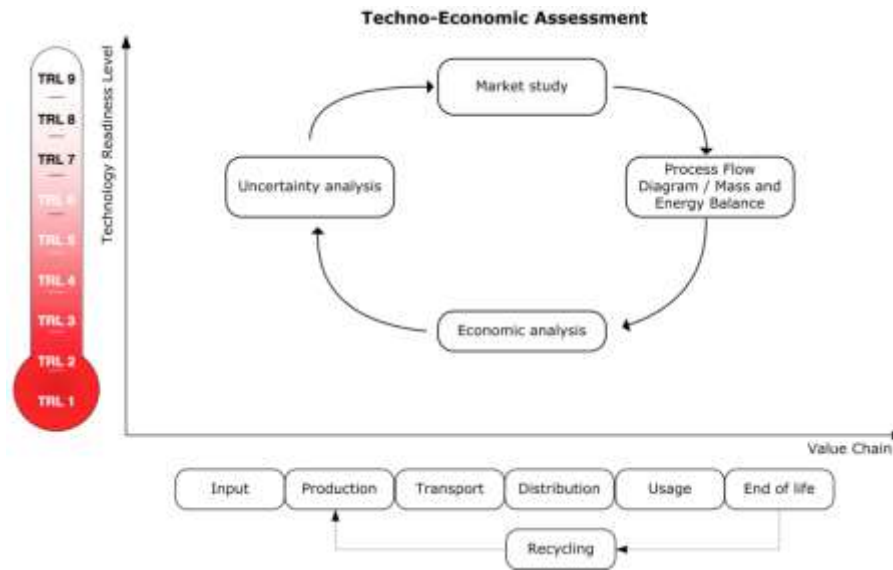 Techno-Economic Assessment
Technology Readiness Level
TRL 9
TRL 8
TRL 7
TRL 6
TRL 5
TRL 4
TRL 3
TRL 2
TRL 1
Market study
Uncertainty analysis
Process Flow
Diagram / Mass and
Energy Balance
Economic analysis
Value Chain
Input
Production
Transport
Distribution
Usage
End of life
Recycling